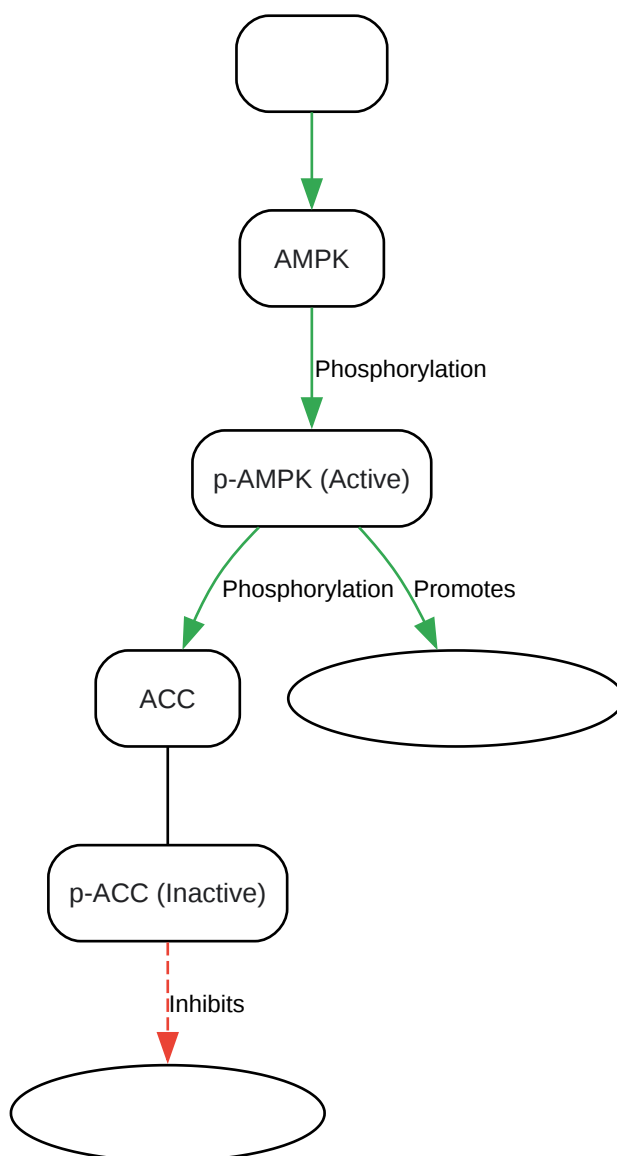 AMPK
Phosphorylation
p-AMPK (Active)
Phosphorylation
Promotes
ACC
p-ACC (Inactive)
Inhibits